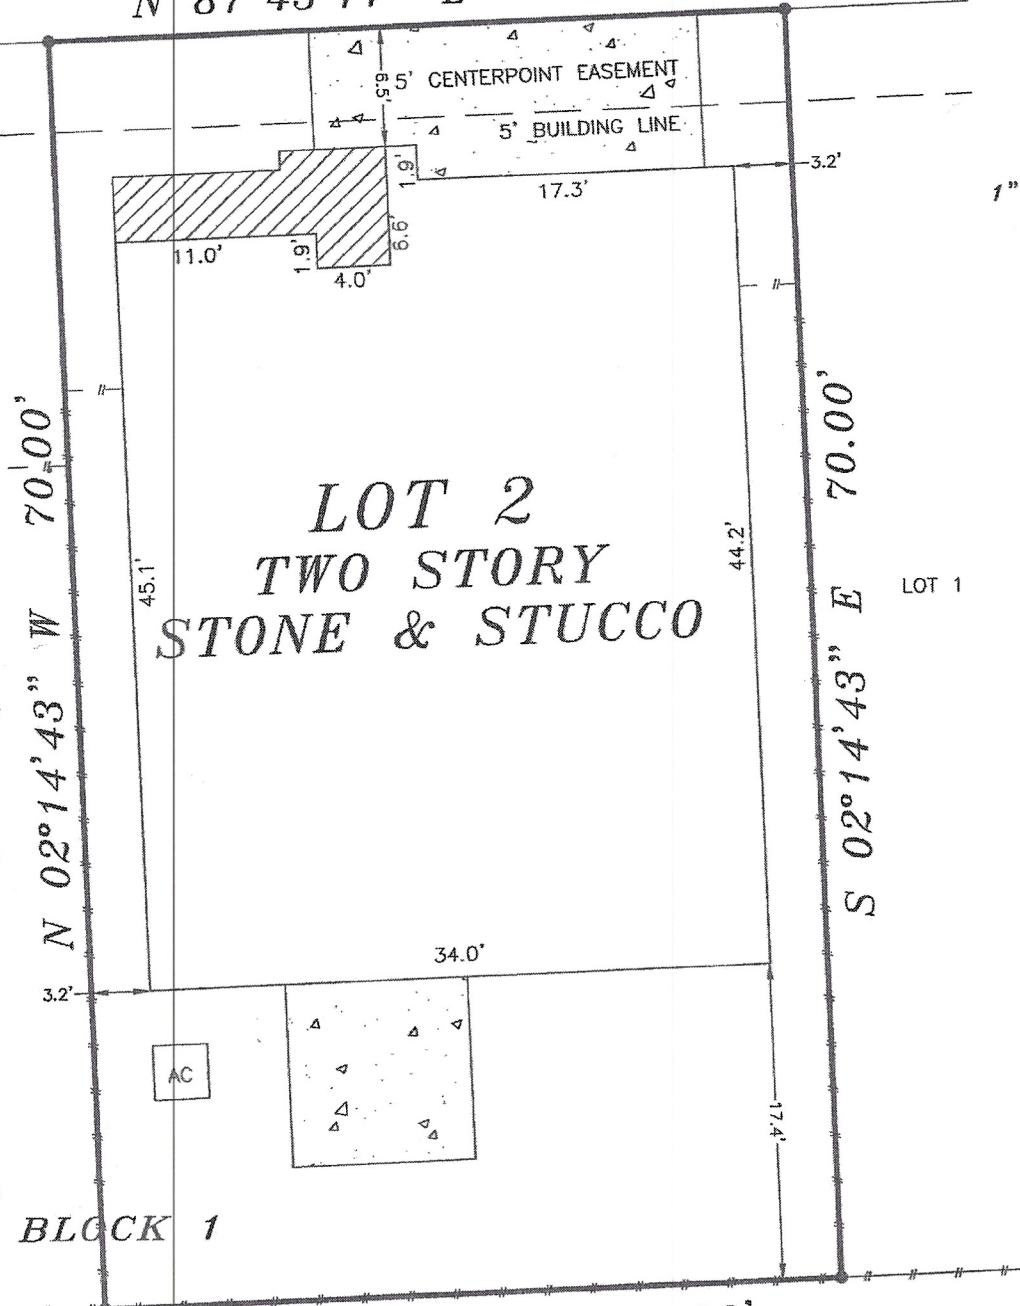 5' CENTERPOINT EASEMENT
6.5'
5' BUILDING LINE
1.9'
3.2'
17.3'
1"
6.6'
11.0'
1.9'
4.0'
70.00'
70.00'
LOT 2
TWO STORY
STONE & STUCCO
45.1'
44.2'
LOT 1
N 02°14'43" W
S 02°14'43" E
34.0'
3.2'
AC
17.4'
BLOCK 1